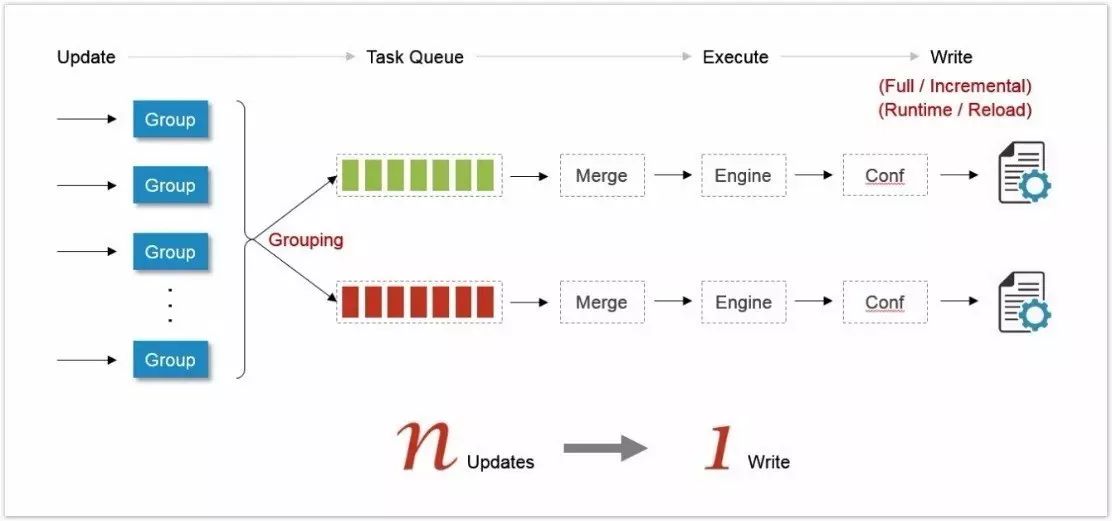 Update
Task Queue
Execute
Write
(Full / Incremental)
(Runtime / Reload)
Group
Group
Group
Group
Grouping
Merge
Engine
Conf
Merge
Engine
Conf
n Updates
1 Write